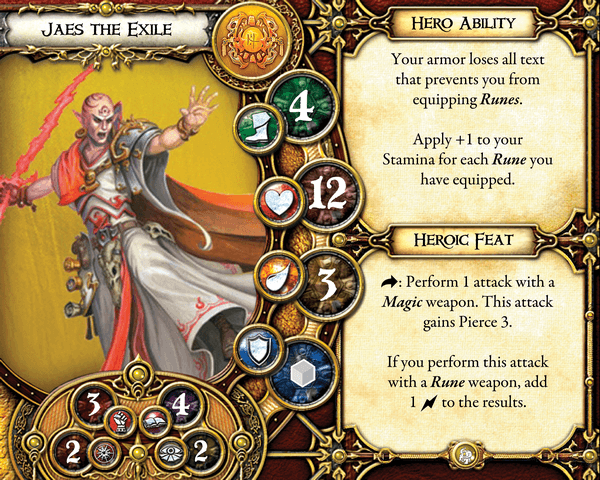 Jaes the Exile
4
12
3
3
4
2
2
Hero Ability
Your armor loses all text
that prevents you from
equipping Runes.
Apply +1 to your
Stamina for each Rune you
have equipped.
Heroic Feat
: Perform 1 attack with a
Magic weapon. This attack
gains Pierce 3.
If you perform this attack
with a Rune weapon, add
1 to the results.